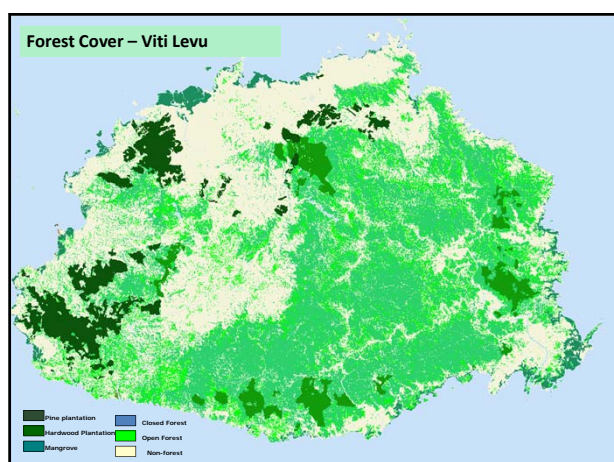 Forest Cover – Viti Levu
Pine plantation
Hardwood Plantation
Mangrove
Closed Forest
Open Forest
Non-forest